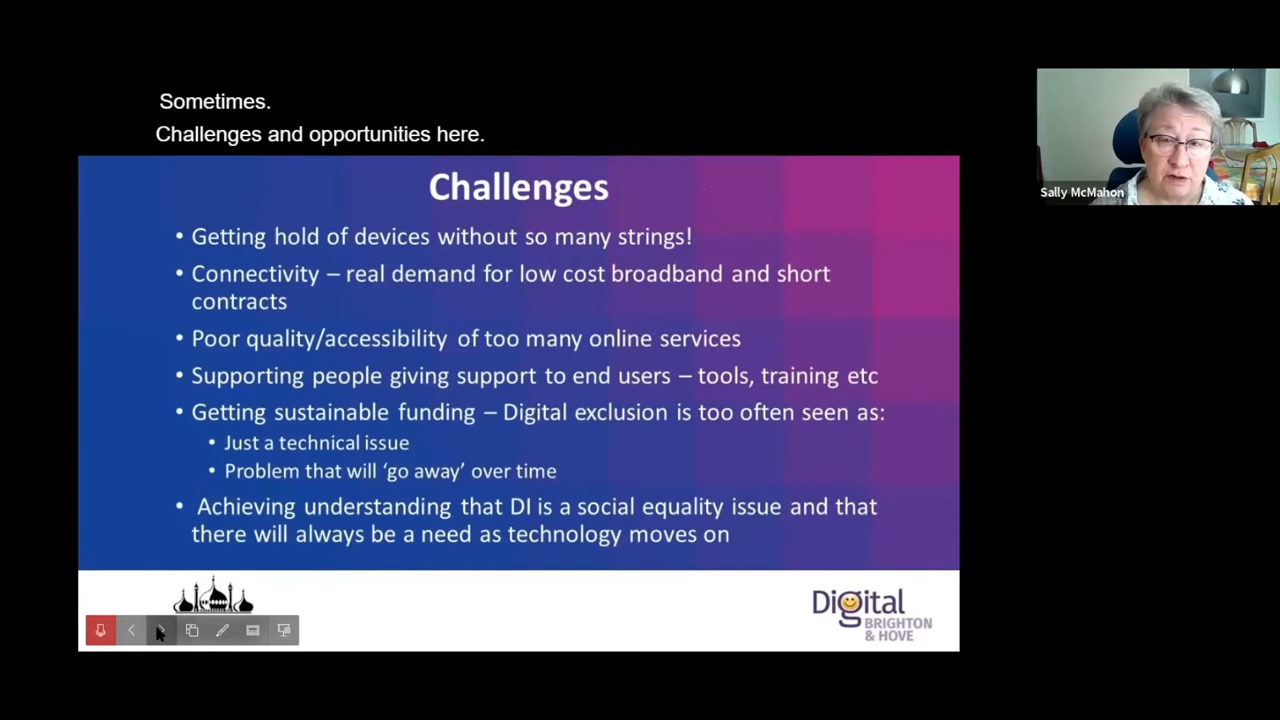 Sometimes.
Challenges and opportunities here.
Challenges
• Getting hold of devices without so many strings!
• Connectivity – real demand for low cost broadband and short
contracts
• Poor quality/accessibility of too many online services
• Supporting people giving support to end users – tools, training etc
• Getting sustainable funding – Digital exclusion is too often seen as:
• Just a technical issue
• Problem that will ‘go away’ over time
• Achieving understanding that DI is a social equality issue and that
there will always be a need as technology moves on
Digital
BRIGHTON
& HOVE
Sally McMahon